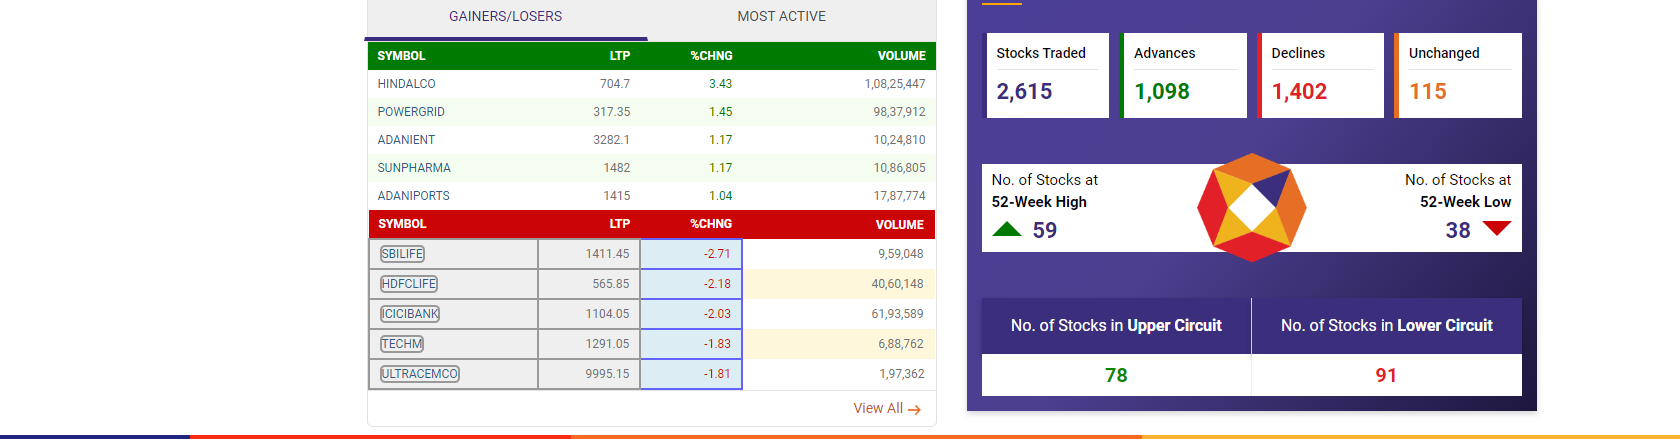 GAINERS/LOSERS MOST ACTIVE
SYMBOL LTP %CHNG VOLUME
HINDALCO 704.7 3.43 1,08,25,447
POWERGRID 317.35 1.45 98,37,912
ADANIENT 3282.1 1.17 10,24,810
SUNPHARMA 1482 1.17 10,86,805
ADANIPORTS 1415 1.04 17,87,774
SYMBOL LTP %CHNG VOLUME
SBILIFE 1411.45 -2.71 9,59,048
HDFCLIFE 565.85 -2.18 40,60,148
ICICIBANK 1104.05 -2.03 61,93,589
TECHM 1291.05 -1.83 6,88,762
ULTRACEMCO 9995.15 -1.81 1,97,362
View All →
Stocks Traded Advances Declines Unchanged
2,615 1,098 1,402 115
No. of Stocks at No. of Stocks at
52-Week High 52-Week Low
59 38
No. of Stocks in Upper Circuit No. of Stocks in Lower Circuit
78 91